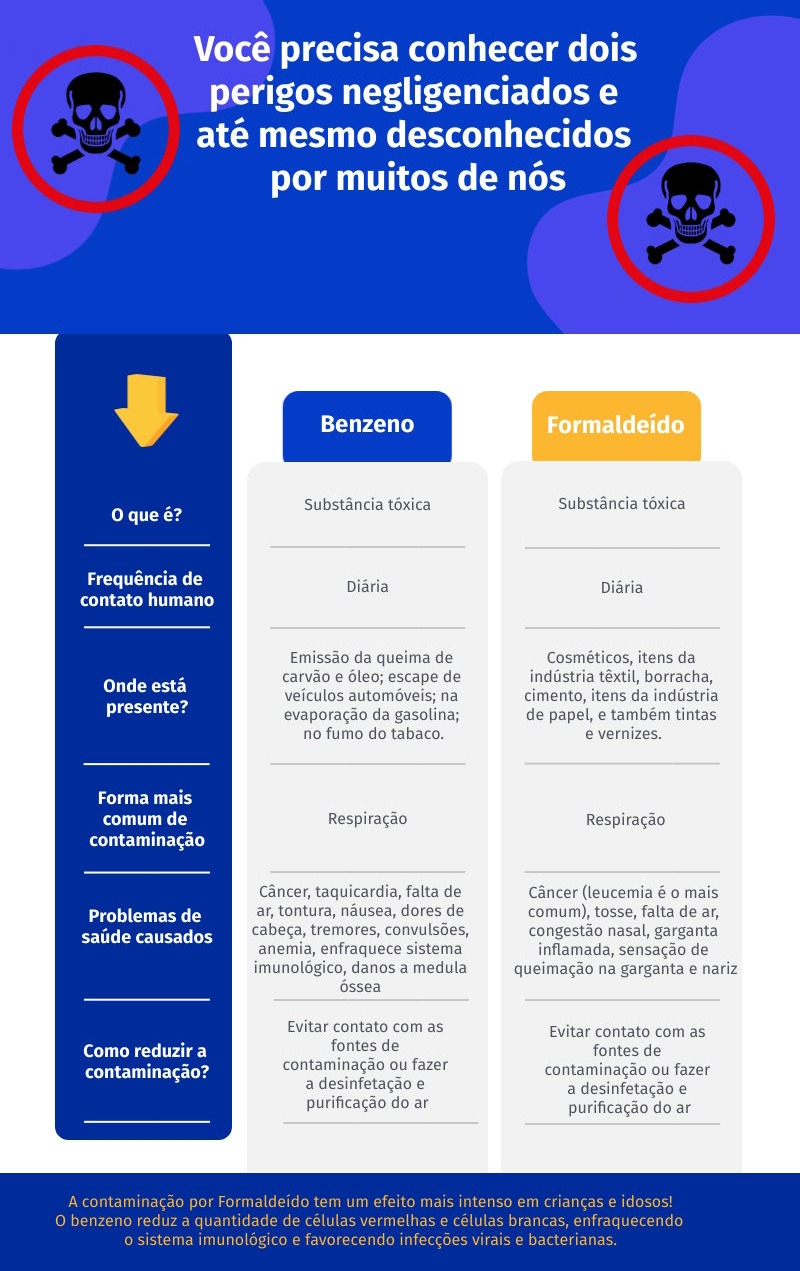 Você precisa conhecer dois
perigos negligenciados e
até mesmo desconhecidos
por muitos de nós
Benzeno
Formaldeído
O que é?
Substância tóxica
Substância tóxica
Frequência de
contato humano
Diária
Diária
Onde está
presente?
Emissão da queima de
carvão e óleo; escape de
veículos automóveis; na
evaporação da gasolina;
no fumo do tabaco.
Cosméticos, itens da
indústria têxtil, borracha,
cimento, itens da indústria
de papel, e também tintas
e vernizes.
Forma mais
comum de
contaminação
Respiração
Respiração
Problemas de
saúde causados
Câncer, taquicardia, falta de
ar, tontura, náusea, dores de
cabeça, tremores, convulsões,
anemia, enfraquece sistema
imunológico, danos a medula
óssea
Câncer (leucemia é o mais
comum), tosse, falta de ar,
congestão nasal, garganta
inflamada, sensação de
queimação na garganta e nariz
Como reduzir a
contaminação?
Evitar contato com as
fontes de
contaminação ou fazer
a desinfetação e
purificação do ar
Evitar contato com as
fontes de
contaminação ou fazer
a desinfetação e
purificação do ar
A contaminação por Formaldeído tem um efeito mais intenso em crianças e idosos!
O benzeno reduz a quantidade de células vermelhas e células brancas, enfraquecendo
o sistema imunológico e favorecendo infecções virais e bacterianas.